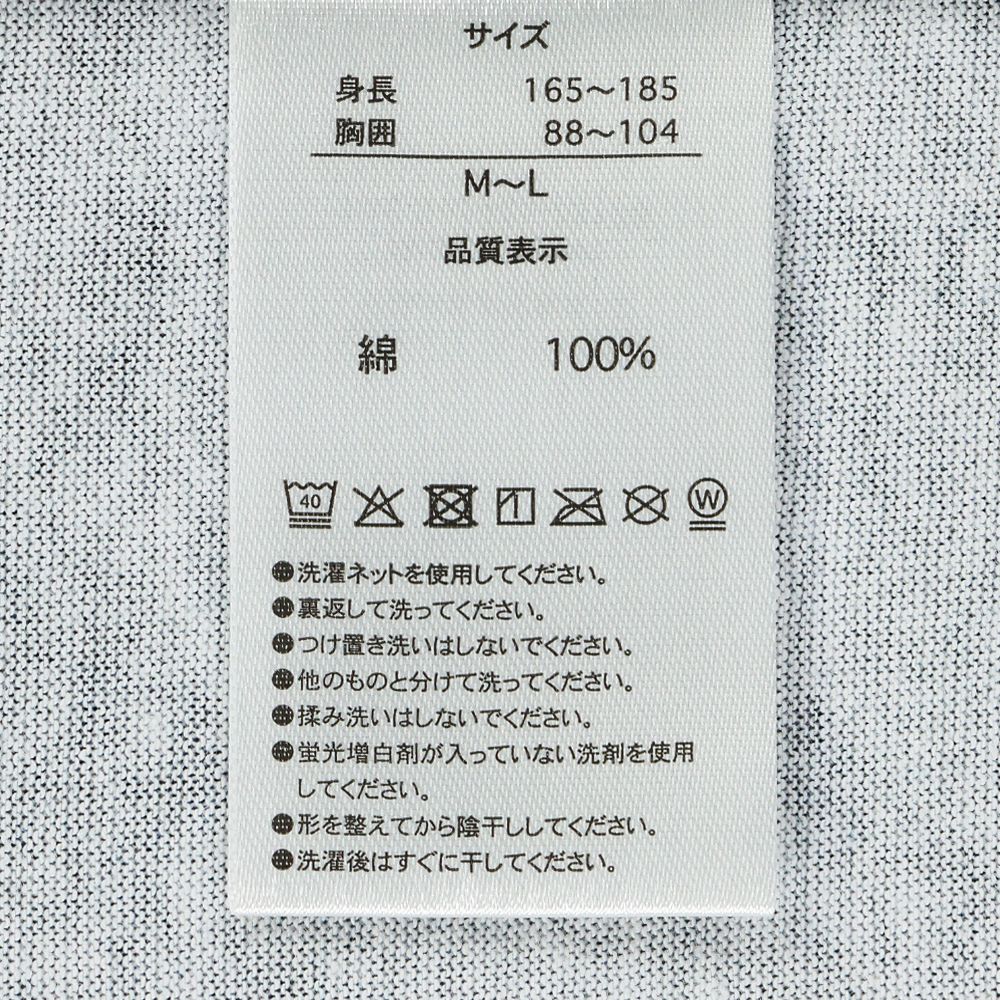 サイズ
身長 165～185
胸囲 88～104
M～L
品質表示
綿 100%
40 W
●洗濯ネットを使用してください。
●裏返して洗ってください。
●つけ置き洗いはしないでください。
●他のものと分けて洗ってください。
●揉み洗いはしないでください。
●蛍光増白剤が入っていない洗剤を使用
してください。
●形を整えてから陰干ししてください。
●洗濯後はすぐに干してください。